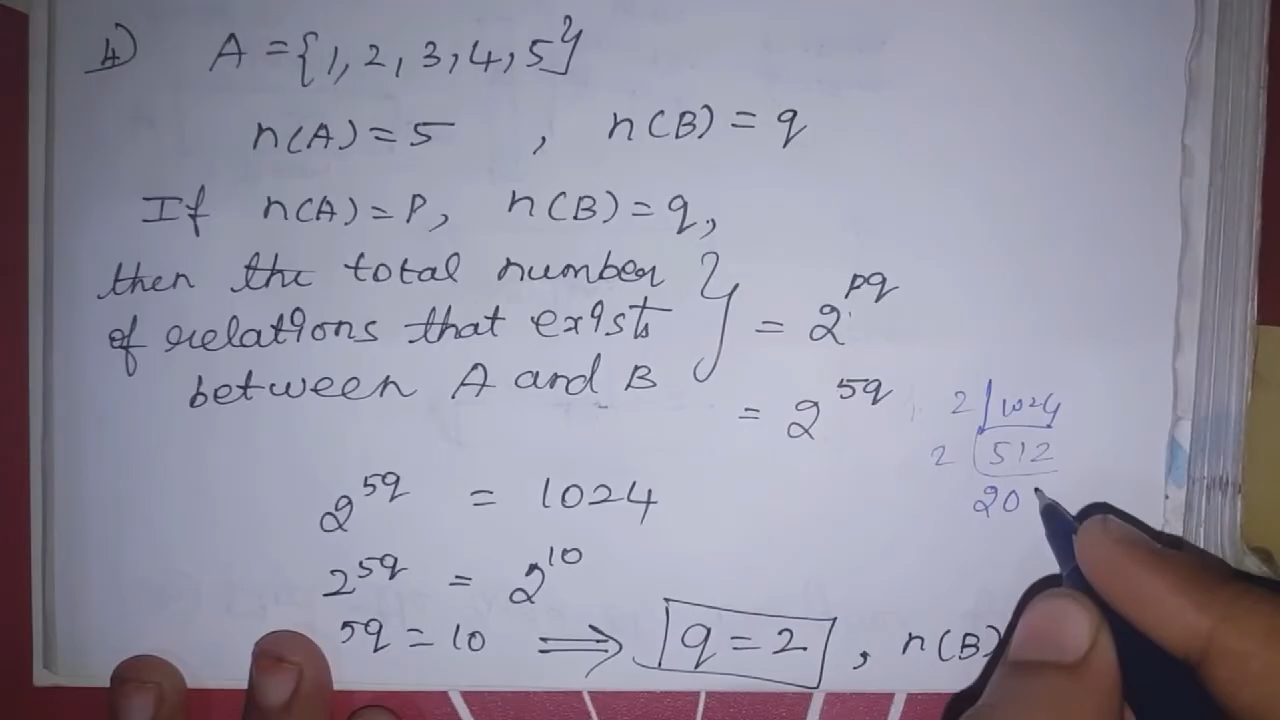 4) A = {1, 2, 3, 4, 5}
n(A) = 5 , n(B) = q
If n(A) = P, n(B) = q,
then the total number
of relations that exists
between A and B } = 2^pq
= 2^5q
2^5q = 1024
2^5q = 2^10
5q = 10 ⟹ q = 2 , n(B)
2 | 1024
2 | 512
20